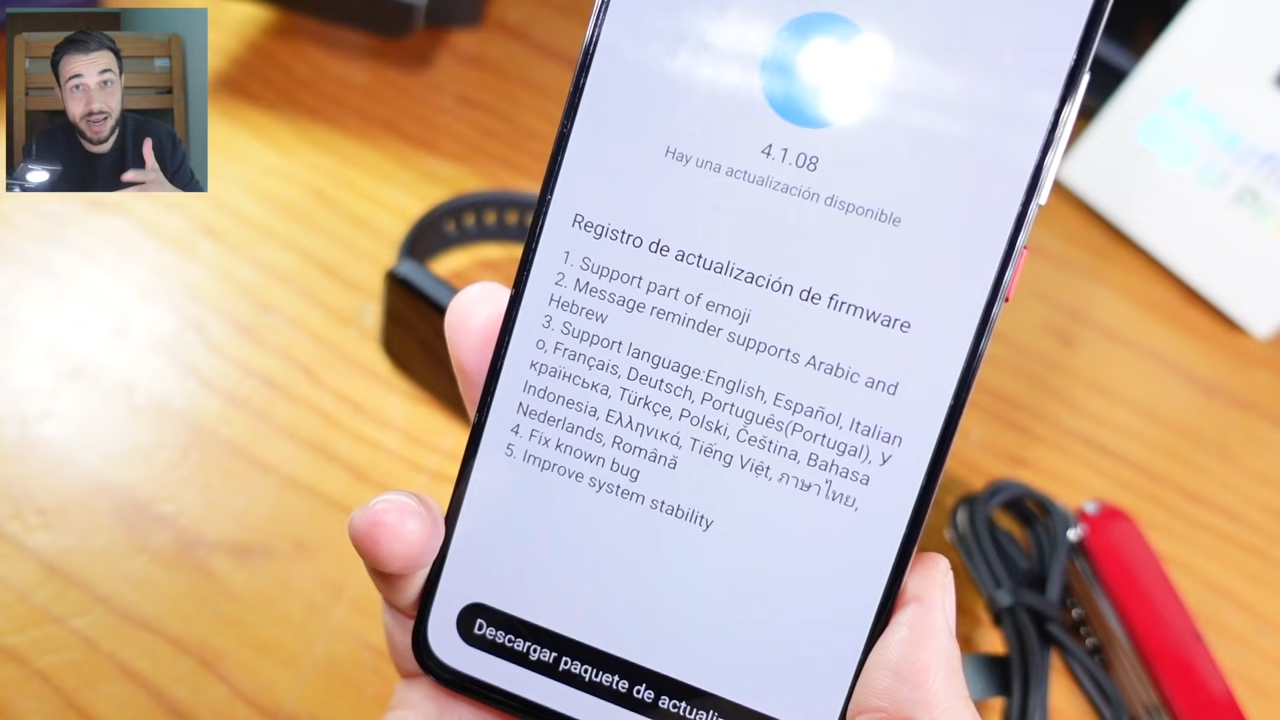 4.1.08
Hay una actualización disponible
Registro de actualización de firmware
1. Support part of emoji
2. Message reminder supports Arabic and
Hebrew
3. Support language:English, Español, Italian
o, Français, Deutsch, Português(Portugal), У
країнська, Türkçe, Polski, Čeština, Bahasa
Indonesia, Ελληνικά, Tiếng Việt, ภาษาไทย,
Nederlands, Română
4. Fix known bug
5. Improve system stability
Descargar paquete de actualiz